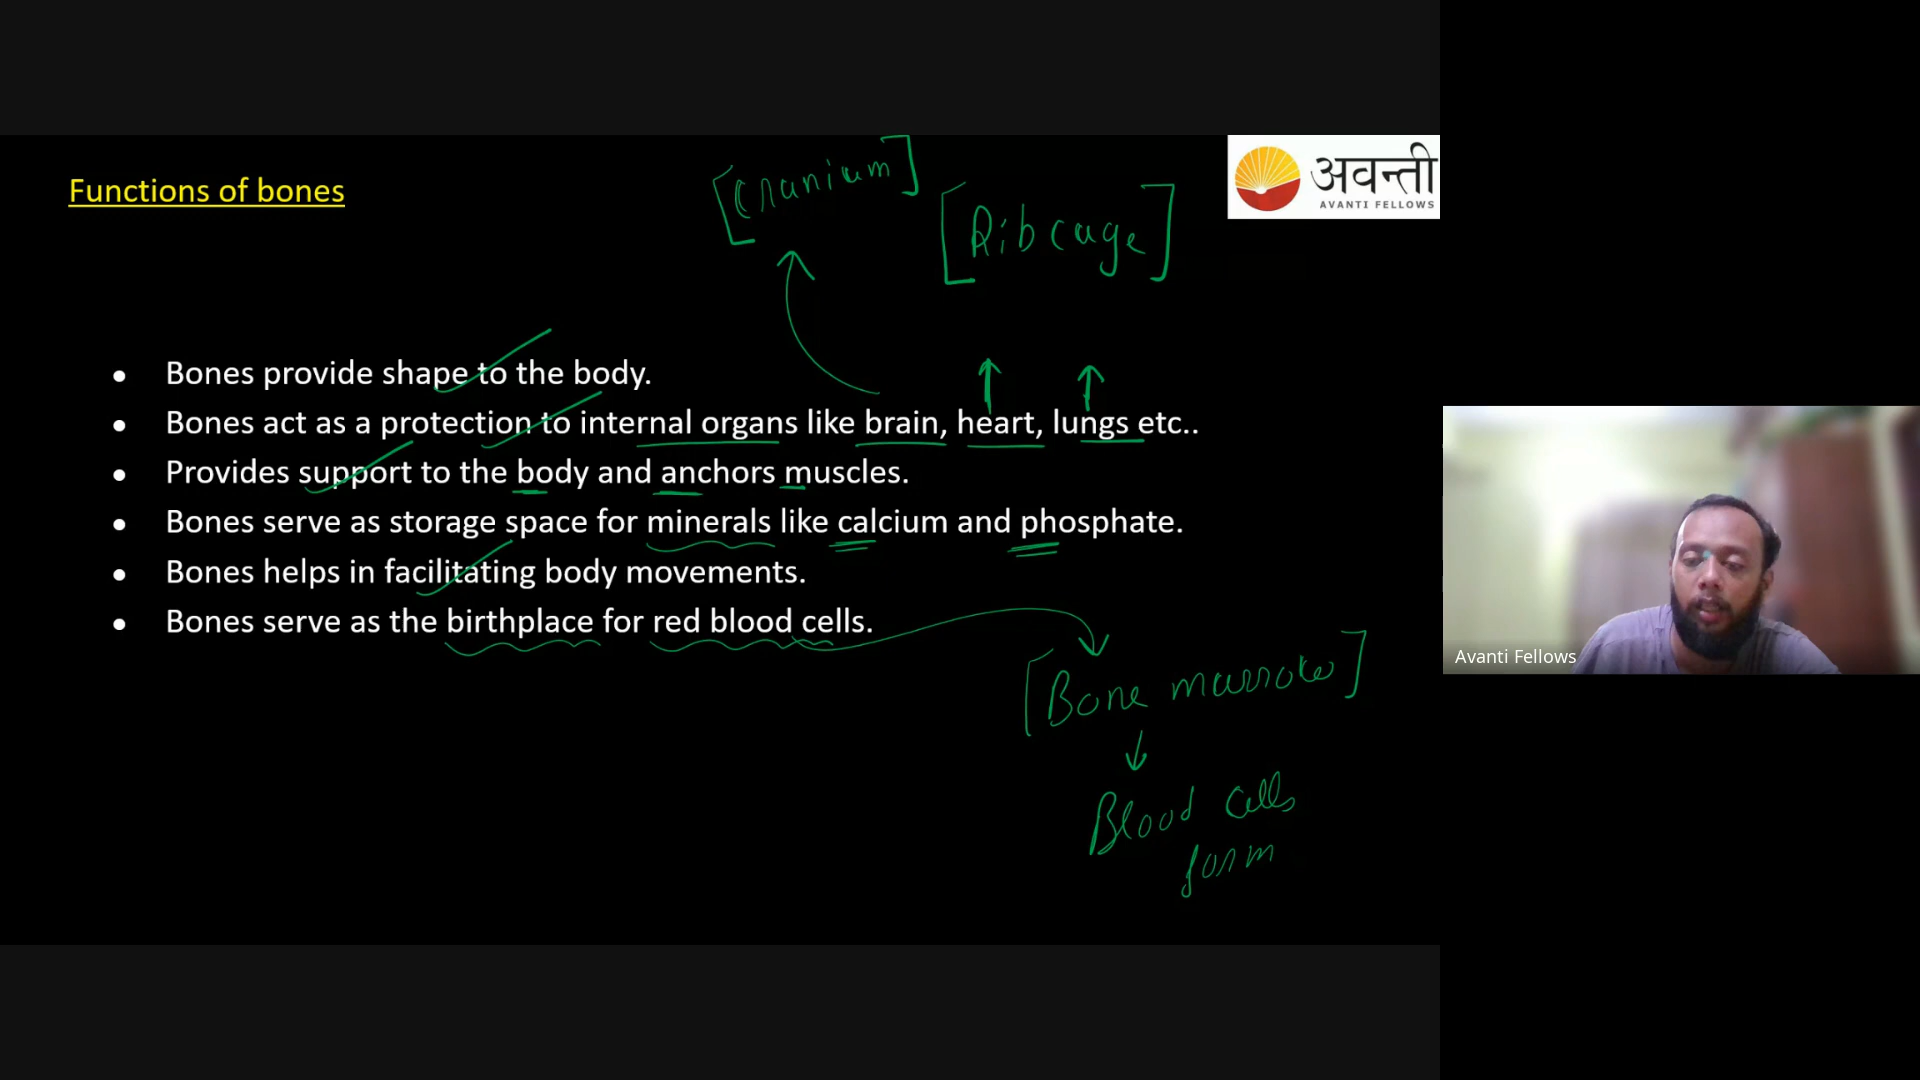 [Cranium]
अवन्ती
AVANTI FELLOWS
Functions of bones
[Ribcage]
• Bones provide shape to the body.
• Bones act as a protection to internal organs like brain, heart, lungs etc..
• Provides support to the body and anchors muscles.
• Bones serve as storage space for minerals like calcium and phosphate.
• Bones helps in facilitating body movements.
• Bones serve as the birthplace for red blood cells.
Avanti Fellows
[Bone marrow]
Blood cells
form